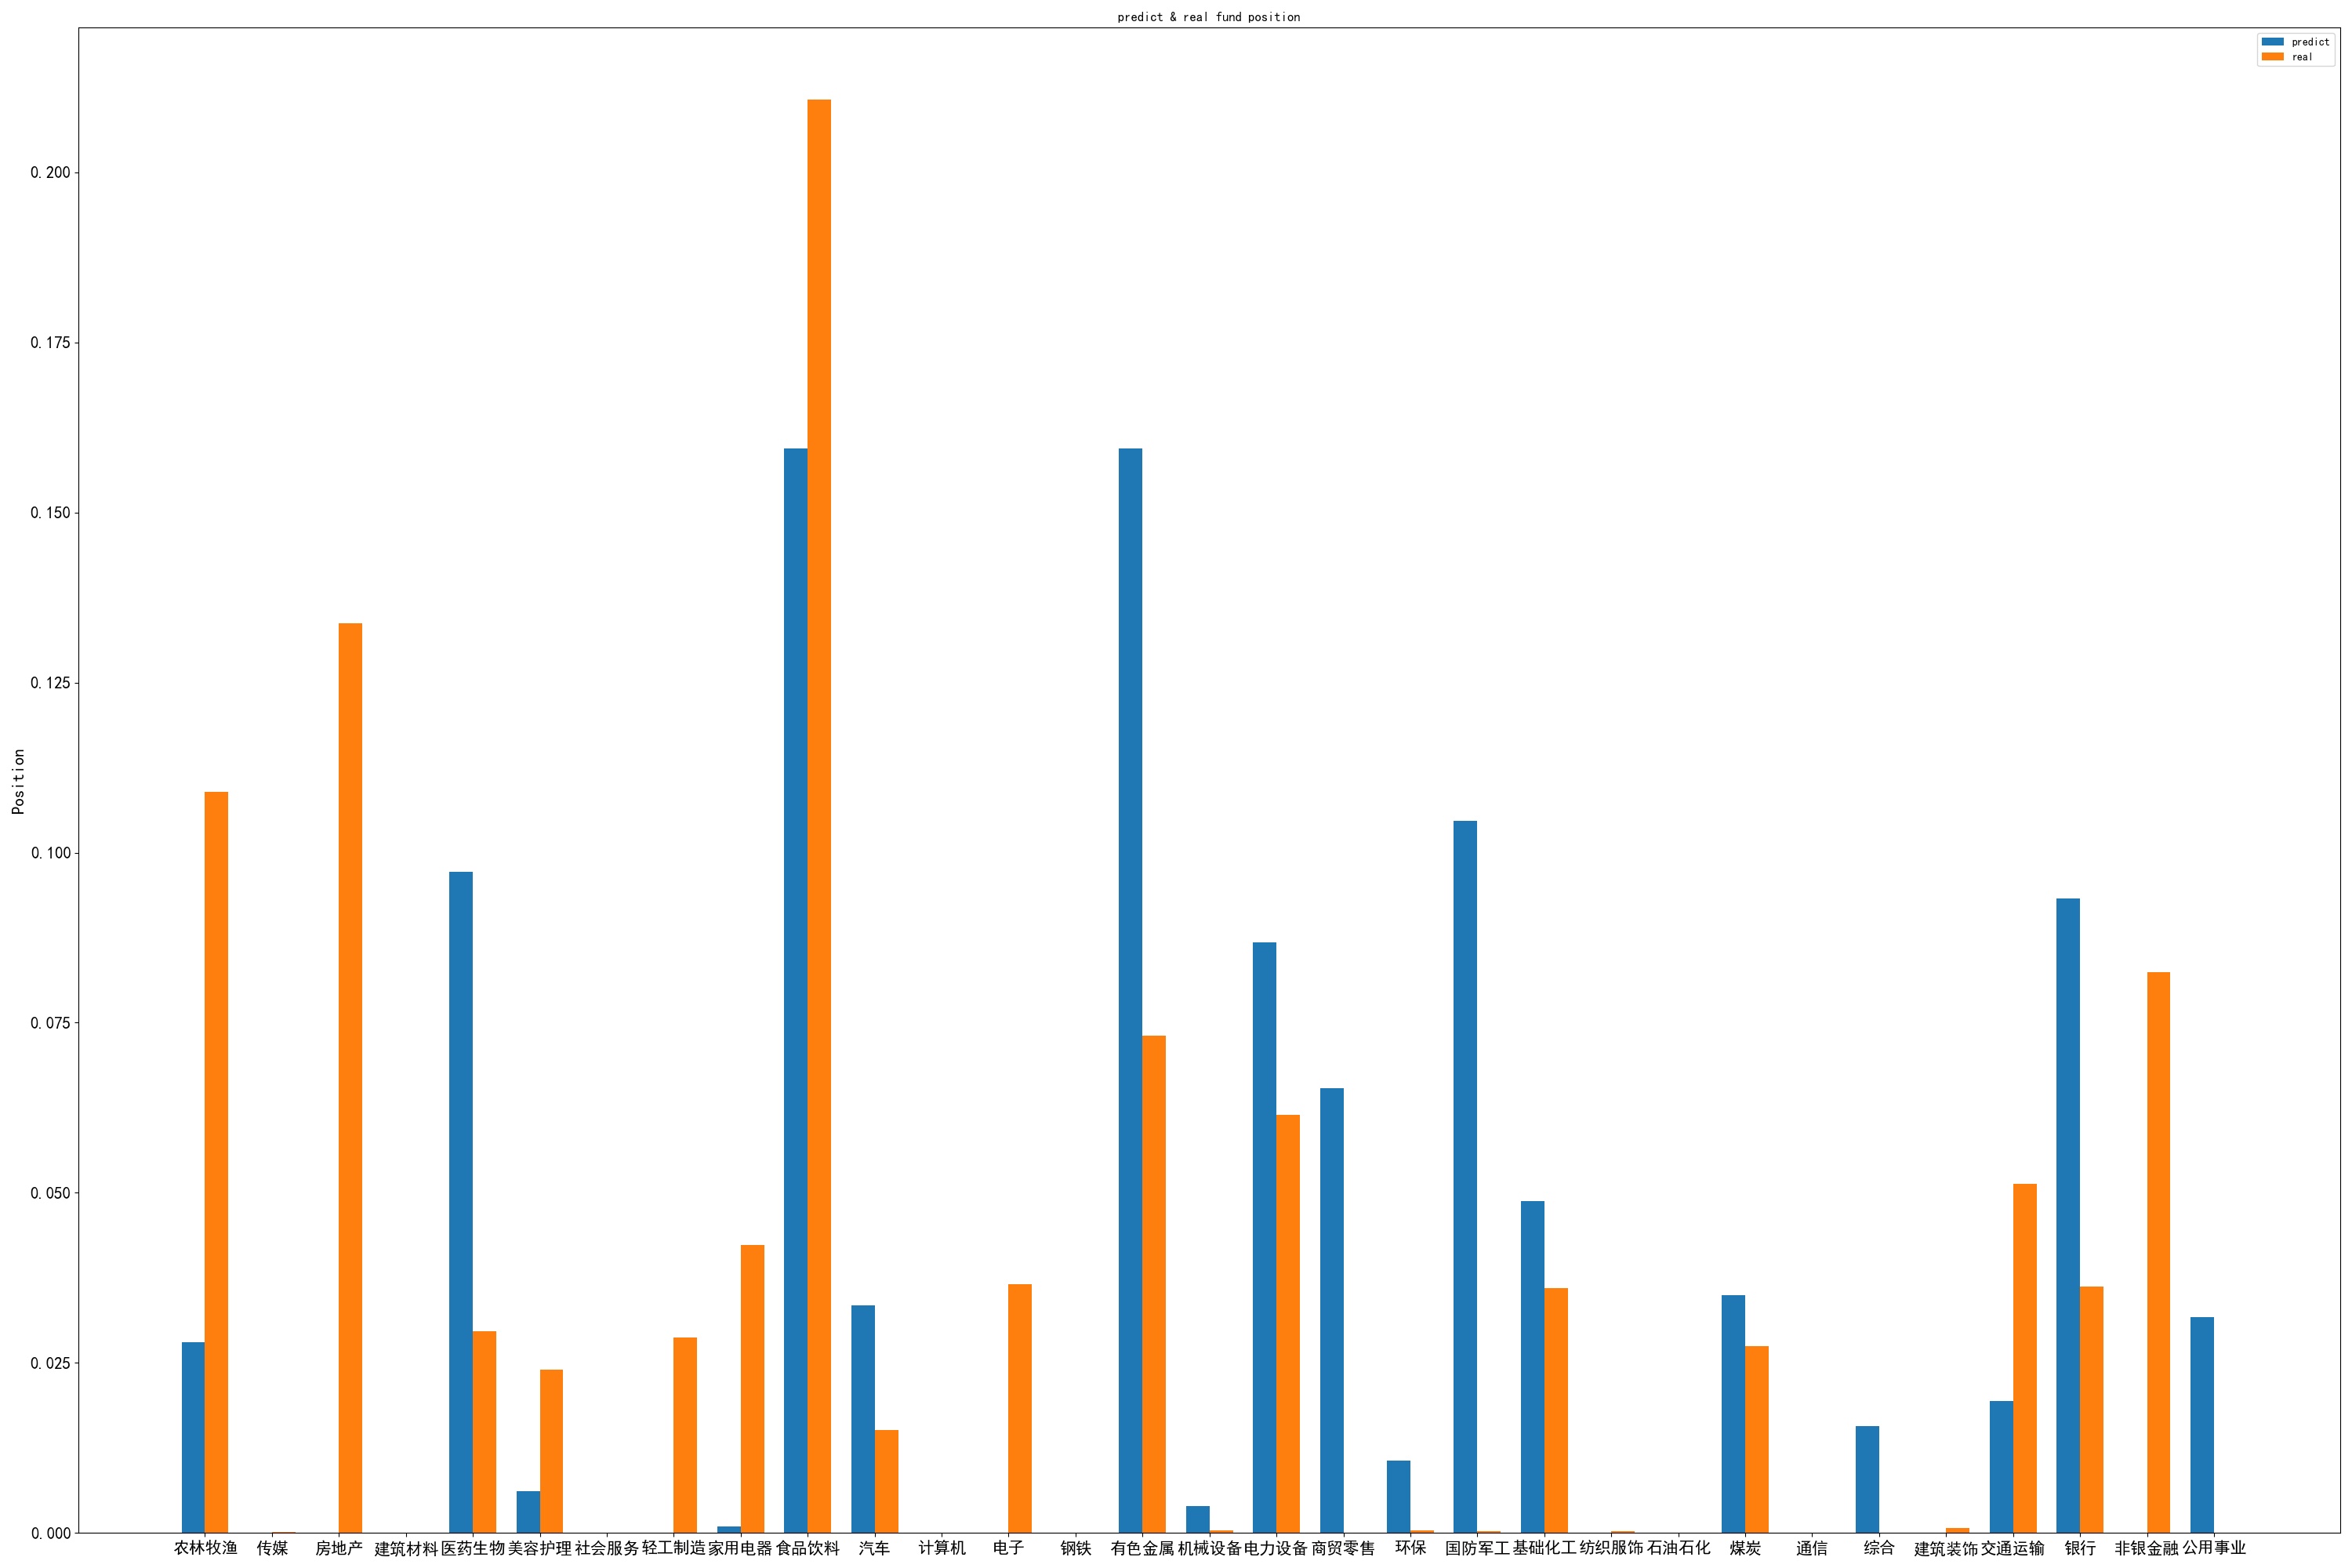 predict & real fund position
predict
real
Position
0.200
0.175
0.150
0.125
0.100
0.075
0.050
0.025
0.000
农林牧渔 传媒 房地产 建筑材料 医药生物 美容护理 社会服务 轻工制造 家用电器 食品饮料 汽车 计算机 电子 钢铁 有色金属 机械设备 电力设备 商贸零售 环保 国防军工 基础化工 纺织服饰 石油石化 煤炭 通信 综合 建筑装饰 交通运输 银行 非银金融 公用事业